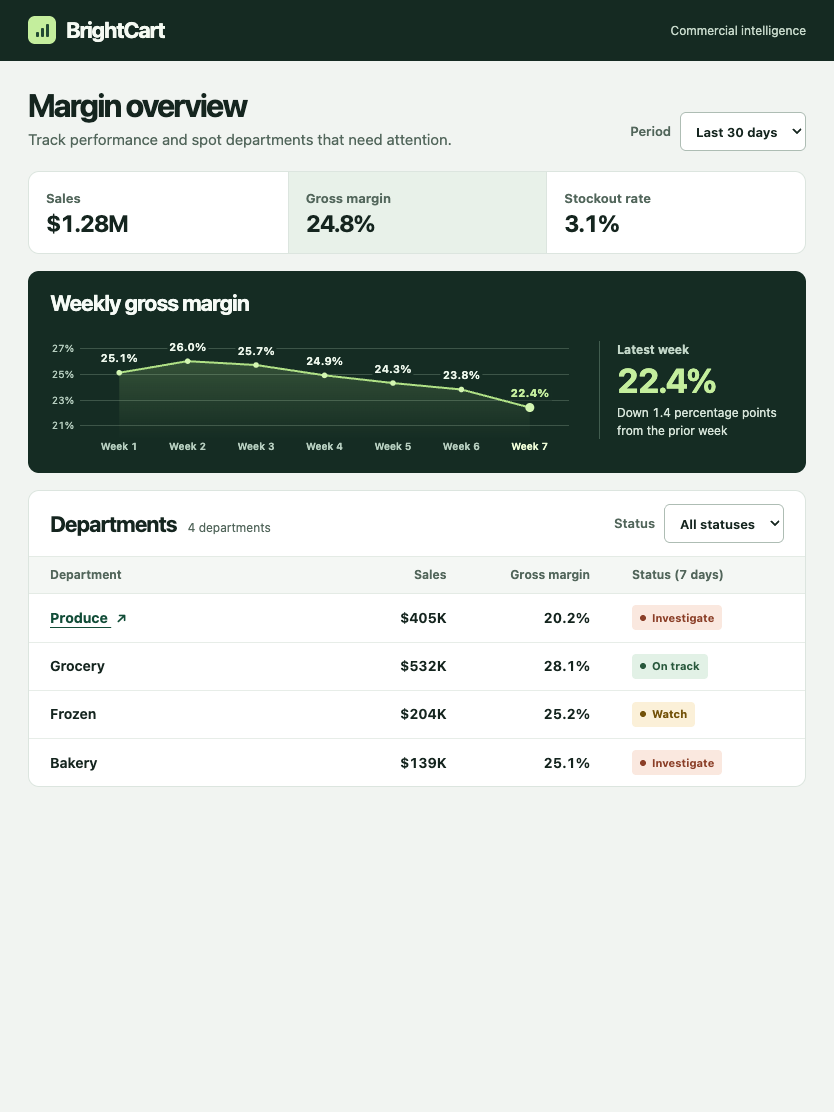 BrightCart
Commercial intelligence
Margin overview
Track performance and spot departments that need attention.
Period
Last 30 days
Sales
$1.28M
Gross margin
24.8%
Stockout rate
3.1%
Weekly gross margin
27%
25%
23%
21%
25.1%
26.0%
25.7%
24.9%
24.3%
23.8%
22.4%
Week 1
Week 2
Week 3
Week 4
Week 5
Week 6
Week 7
Latest week
22.4%
Down 1.4 percentage points
from the prior week
Departments
4 departments
Status
All statuses
Department Sales Gross margin Status (7 days)
Produce ↗ $405K 20.2% Investigate
Grocery $532K 28.1% On track
Frozen $204K 25.2% Watch
Bakery $139K 25.1% Investigate